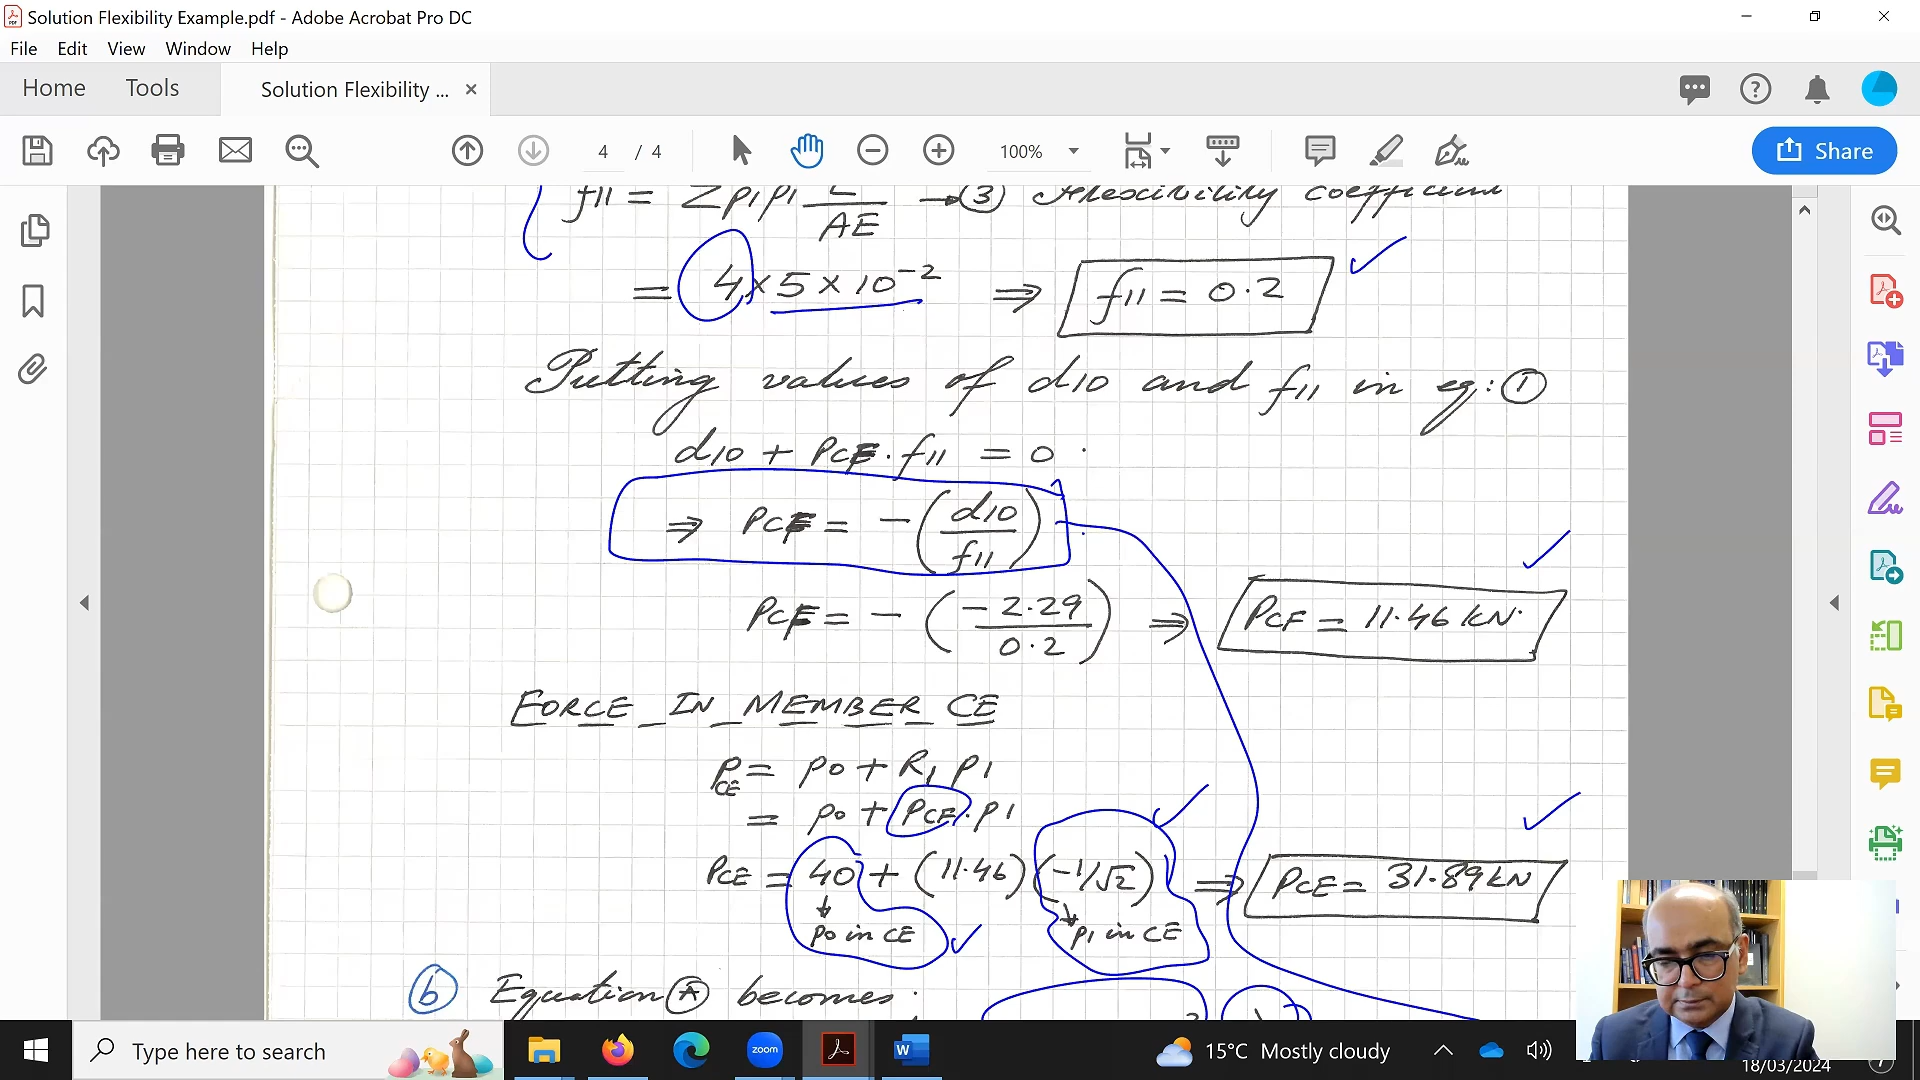 Solution Flexibility Example.pdf - Adobe Acrobat Pro DC
File Edit View Window Help
Home Tools Solution Flexibility ... ×
4 / 4 100% Share
f11 = Σp1p1 L/AE → ③ Flexibility coefficient
= 4 × 5 × 10⁻² ⇒ f11 = 0.2
Putting values of d10 and f11 in eq: ①
d10 + PCF · f11 = 0
⇒ PCF = - (d10/f11)
PCF = - (-2.29/0.2) ⇒ PCF = 11.46 KN
FORCE IN MEMBER CE
PCE = p0 + R1 p1
= p0 + PCF · p1
PCE = 40 + (11.46) (-1/√2) ⇒ PCE = 31.89 KN
p0 in CE p1 in CE
ⓑ Equation Ⓐ becomes:
Type here to search
zoom
15°C Mostly cloudy
18/03/2024